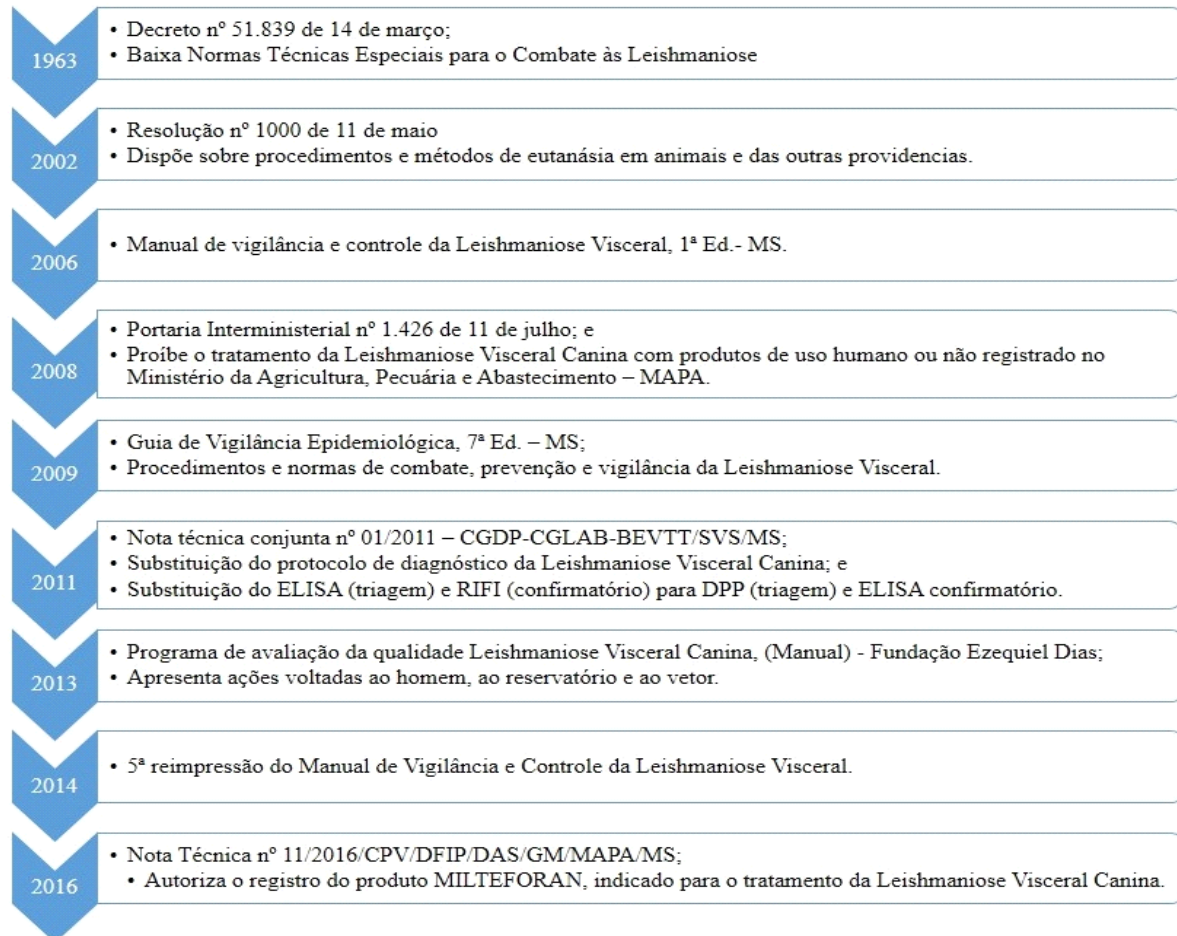 1963
• Decreto nº 51.839 de 14 de março;
• Baixa Normas Técnicas Especiais para o Combate às Leishmaniose
2002
• Resolução nº 1000 de 11 de maio
• Dispõe sobre procedimentos e métodos de eutanásia em animais e das outras providencias.
2006
• Manual de vigilância e controle da Leishmaniose Visceral, 1ª Ed.- MS.
2008
• Portaria Interministerial nº 1.426 de 11 de julho; e
• Proíbe o tratamento da Leishmaniose Visceral Canina com produtos de uso humano ou não registrado no
Ministério da Agricultura, Pecuária e Abastecimento – MAPA.
2009
• Guia de Vigilância Epidemiológica, 7ª Ed. – MS;
• Procedimentos e normas de combate, prevenção e vigilância da Leishmaniose Visceral.
2011
• Nota técnica conjunta nº 01/2011 – CGDP-CGLAB-BEVTT/SVS/MS;
• Substituição do protocolo de diagnóstico da Leishmaniose Visceral Canina; e
• Substituição do ELISA (triagem) e RIFI (confirmatório) para DPP (triagem) e ELISA confirmatório.
2013
• Programa de avaliação da qualidade Leishmaniose Visceral Canina, (Manual) - Fundação Ezequiel Dias;
• Apresenta ações voltadas ao homem, ao reservatório e ao vetor.
2014
• 5ª reimpressão do Manual de Vigilância e Controle da Leishmaniose Visceral.
2016
• Nota Técnica nº 11/2016/CPV/DFIP/DAS/GM/MAPA/MS;
• Autoriza o registro do produto MILTEFORAN, indicado para o tratamento da Leishmaniose Visceral Canina.